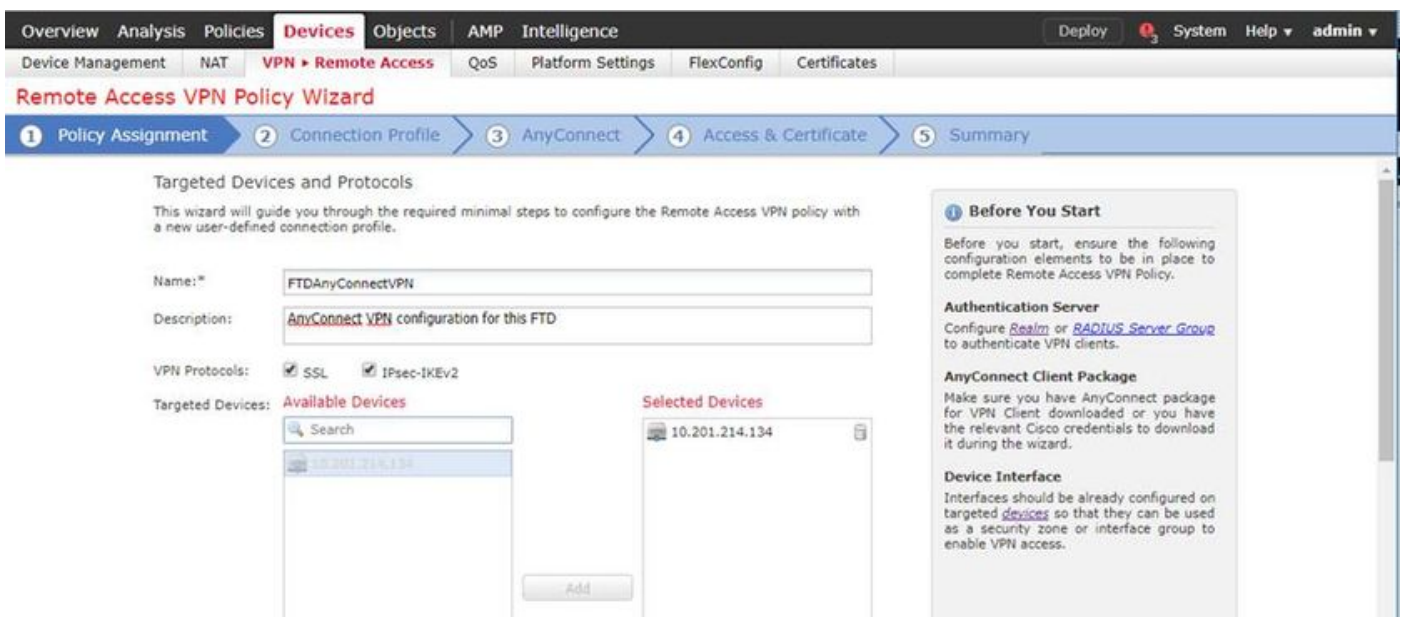 Overview Analysis Policies Devices Objects AMP Intelligence Deploy 3 System Help admin
Device Management NAT VPN ▸ Remote Access QoS Platform Settings FlexConfig Certificates
Remote Access VPN Policy Wizard
1 Policy Assignment 2 Connection Profile 3 AnyConnect 4 Access & Certificate 5 Summary
Targeted Devices and Protocols
This wizard will guide you through the required minimal steps to configure the Remote Access VPN policy with
a new user-defined connection profile.
Name:*
FTDAnyConnectVPN
Description:
AnyConnect VPN configuration for this FTD
VPN Protocols:
SSL IPsec-IKEv2
Targeted Devices:
Available Devices
Search
10.201.214.134
Add
Selected Devices
10.201.214.134
Before You Start
Before you start, ensure the following
configuration elements to be in place to
complete Remote Access VPN Policy.
Authentication Server
Configure Realm or RADIUS Server Group
to authenticate VPN clients.
AnyConnect Client Package
Make sure you have AnyConnect package
for VPN Client downloaded or you have
the relevant Cisco credentials to download
it during the wizard.
Device Interface
Interfaces should be already configured on
targeted devices so that they can be used
as a security zone or interface group to
enable VPN access.